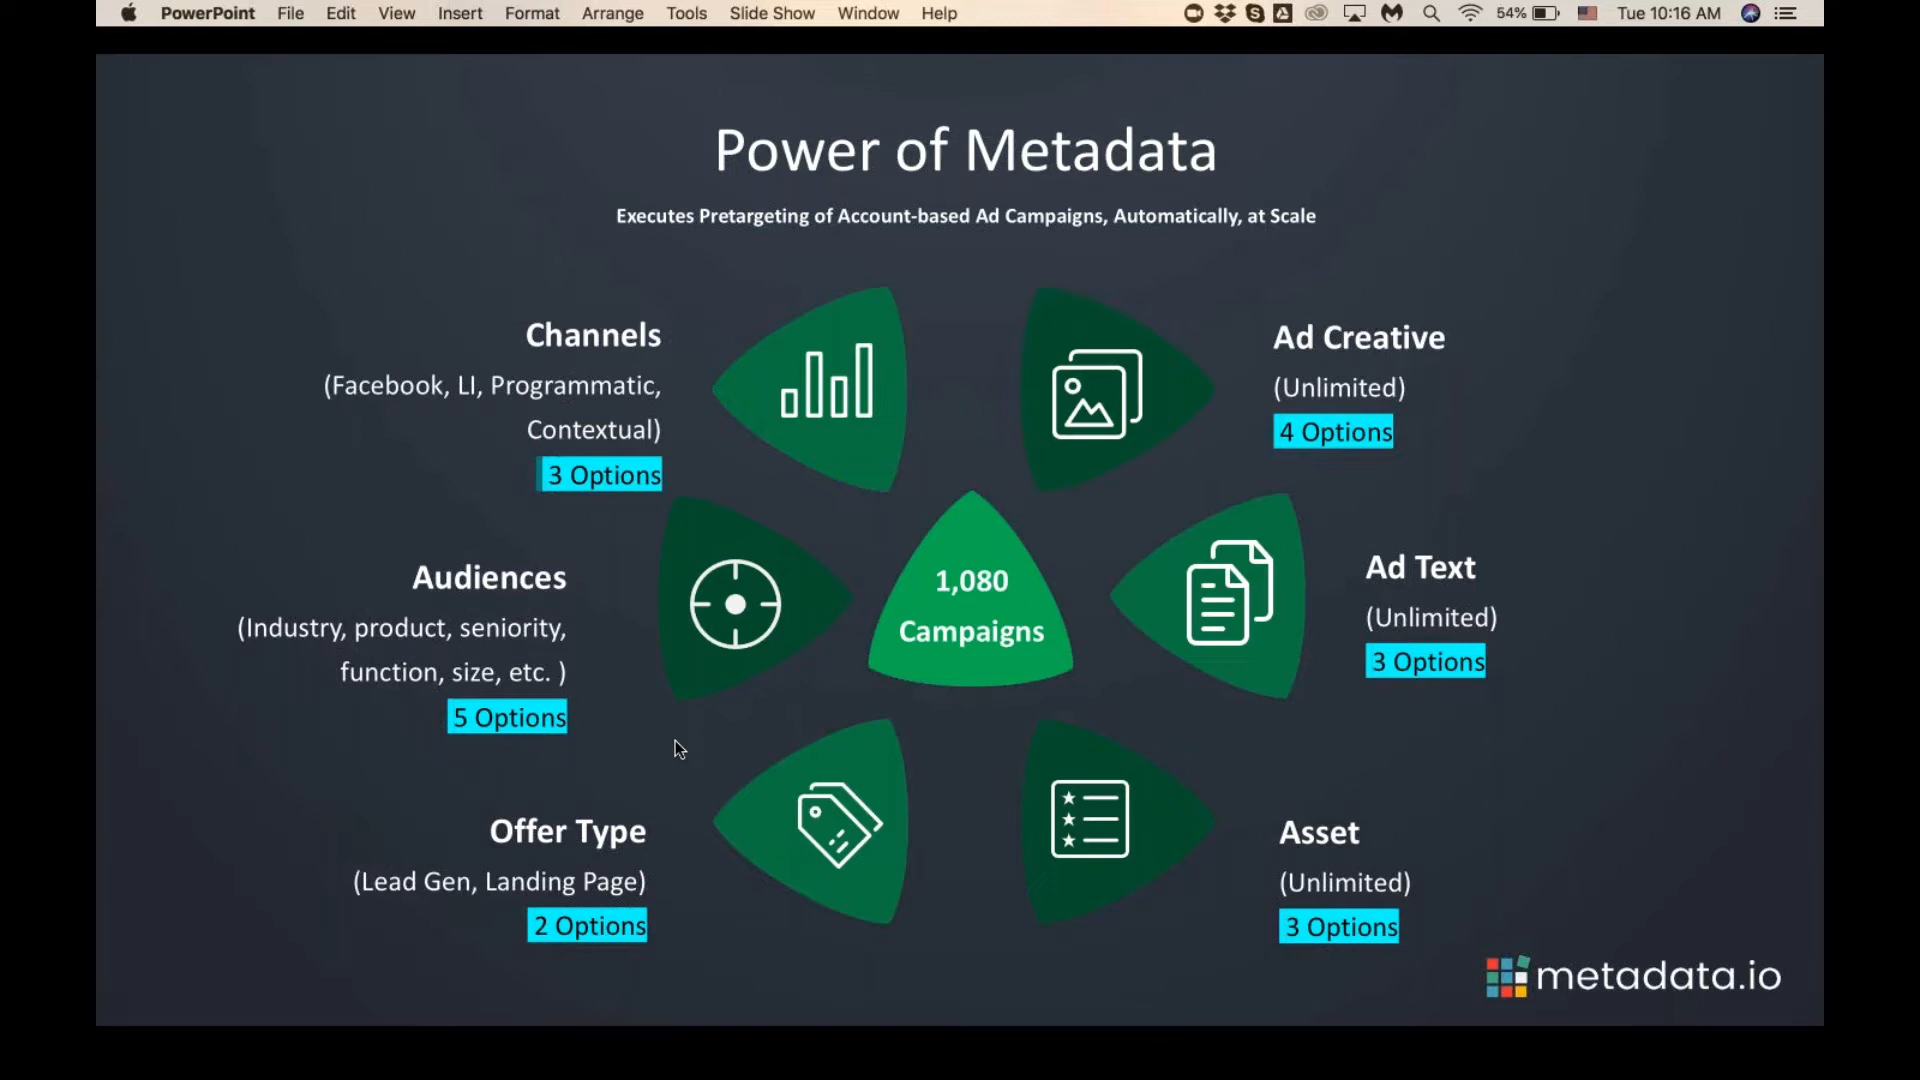 PowerPoint File Edit View Insert Format Arrange Tools Slide Show Window Help 54% Tue 10:16 AM
Power of Metadata
Executes Pretargeting of Account-based Ad Campaigns, Automatically, at Scale
Channels
(Facebook, LI, Programmatic,
Contextual)
3 Options
Ad Creative
(Unlimited)
4 Options
Audiences
(Industry, product, seniority,
function, size, etc. )
5 Options
1,080
Campaigns
Ad Text
(Unlimited)
3 Options
Offer Type
(Lead Gen, Landing Page)
2 Options
Asset
(Unlimited)
3 Options
metadata.io